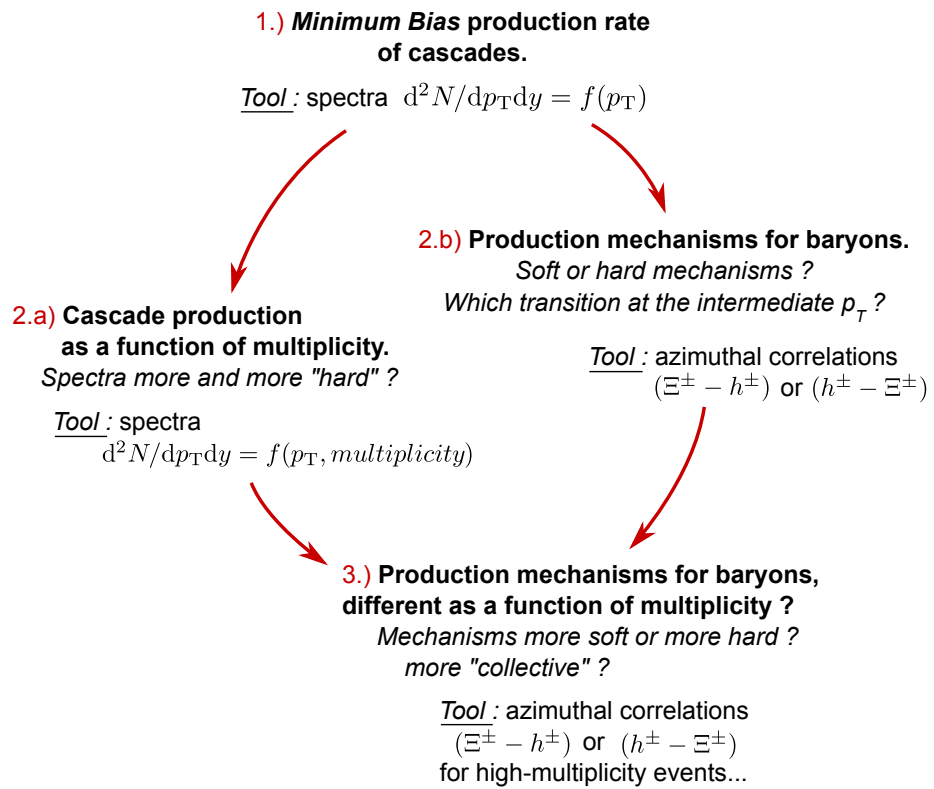 1.) Minimum Bias production rate
of cascades.
Tool : spectra d²N/dp_Tdy = f(p_T)
2.b) Production mechanisms for baryons.
Soft or hard mechanisms ?
Which transition at the intermediate p_T ?
Tool : azimuthal correlations
(Ξ± − h±) or (h± − Ξ±)
2.a) Cascade production
as a function of multiplicity.
Spectra more and more "hard" ?
Tool : spectra
d²N/dp_Tdy = f(p_T, multiplicity)
3.) Production mechanisms for baryons,
different as a function of multiplicity ?
Mechanisms more soft or more hard ?
more "collective" ?
Tool : azimuthal correlations
(Ξ± − h±) or (h± − Ξ±)
for high-multiplicity events...